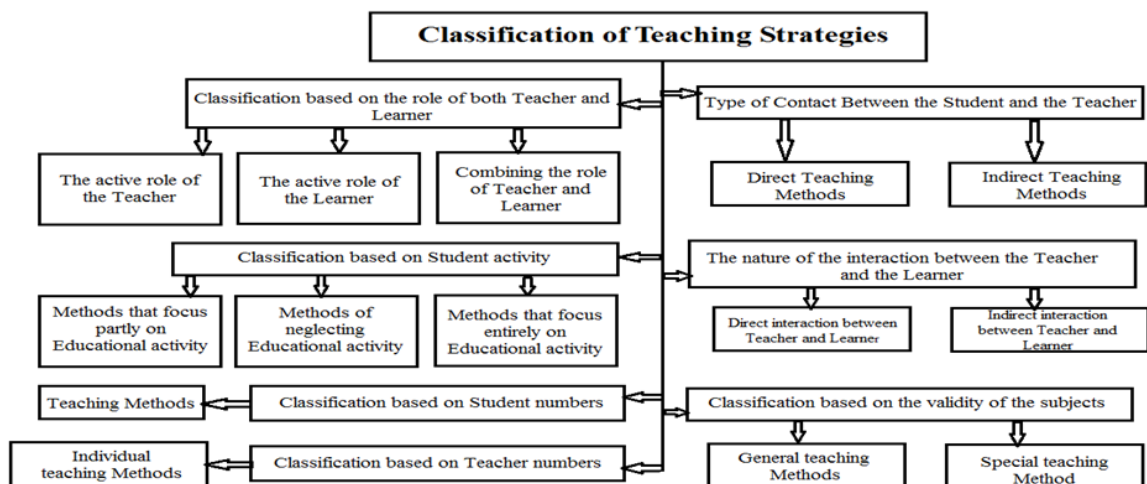 Classification of Teaching Strategies
Classification based on the role of both Teacher and
Learner
The active role of
the Teacher
The active role of
the Learner
Combining the role
of Teacher and
Learner
Type of Contact Between the Student and the Teacher
Direct Teaching
Methods
Indirect Teaching
Methods
Classification based on Student activity
Methods that focus
partly on
Educational activity
Methods of
neglecting
Educational activity
Methods that focus
entirely on
Educational activity
The nature of the interaction between the Teacher
and the Learner
Direct interaction between
Teacher and Learner
Indirect interaction
between Teacher and
Learner
Teaching Methods
Classification based on Student numbers
Classification based on the validity of the subjects
Individual
teaching Methods
Classification based on Teacher numbers
General teaching
Methods
Special teaching
Method